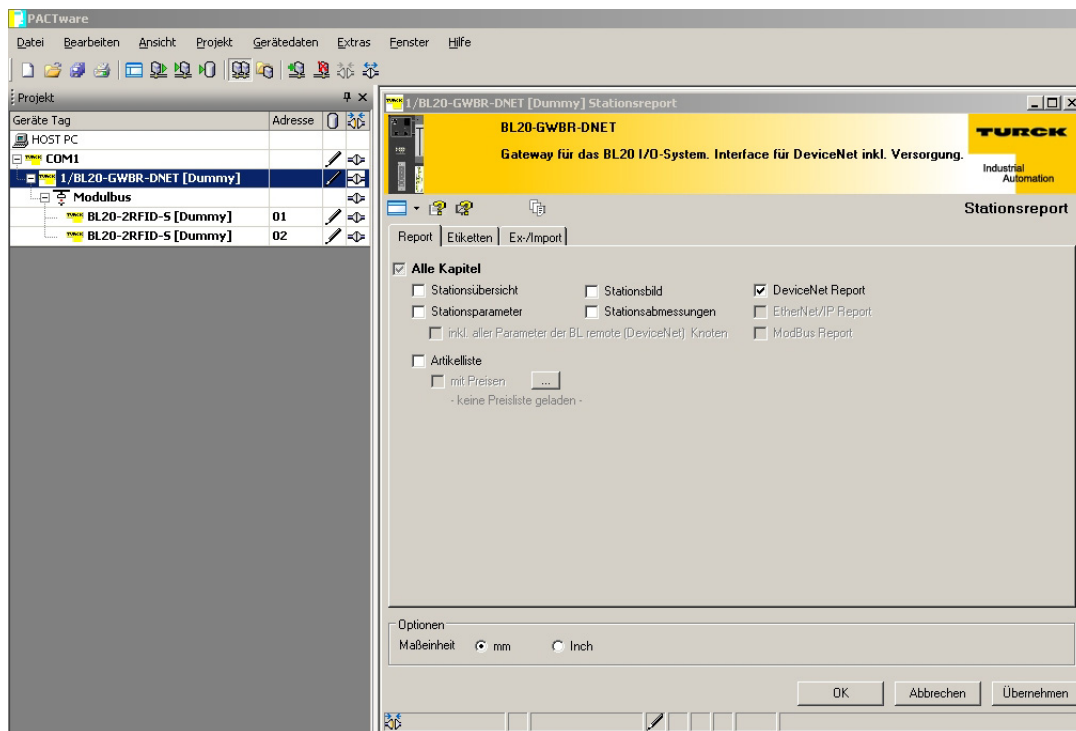 PACTware
Datei Bearbeiten Ansicht Projekt Gerätedaten Extras Fenster Hilfe
Projekt
Geräte Tag Adresse
HOST PC
COM1
1/BL20-GWBR-DNET [Dummy]
Modulbus
BL20-2RFID-S [Dummy] 01
BL20-2RFID-S [Dummy] 02
1/BL20-GWBR-DNET [Dummy] Stationsreport
BL20-GWBR-DNET
Gateway für das BL20 I/O-System. Interface für DeviceNet inkl. Versorgung.
TURCK
Industrial
Automation
Stationsreport
Report Etiketten Ex-/Import
Alle Kapitel
Stationsübersicht Stationsbild DeviceNet Report
Stationsparameter Stationsabmessungen EtherNet/IP Report
inkl. aller Parameter der BL remote (DeviceNet) Knoten ModBus Report
Artikelliste
mit Preisen ...
- keine Preisliste geladen -
Optionen
Maßeinheit mm Inch
OK Abbrechen Übernehmen